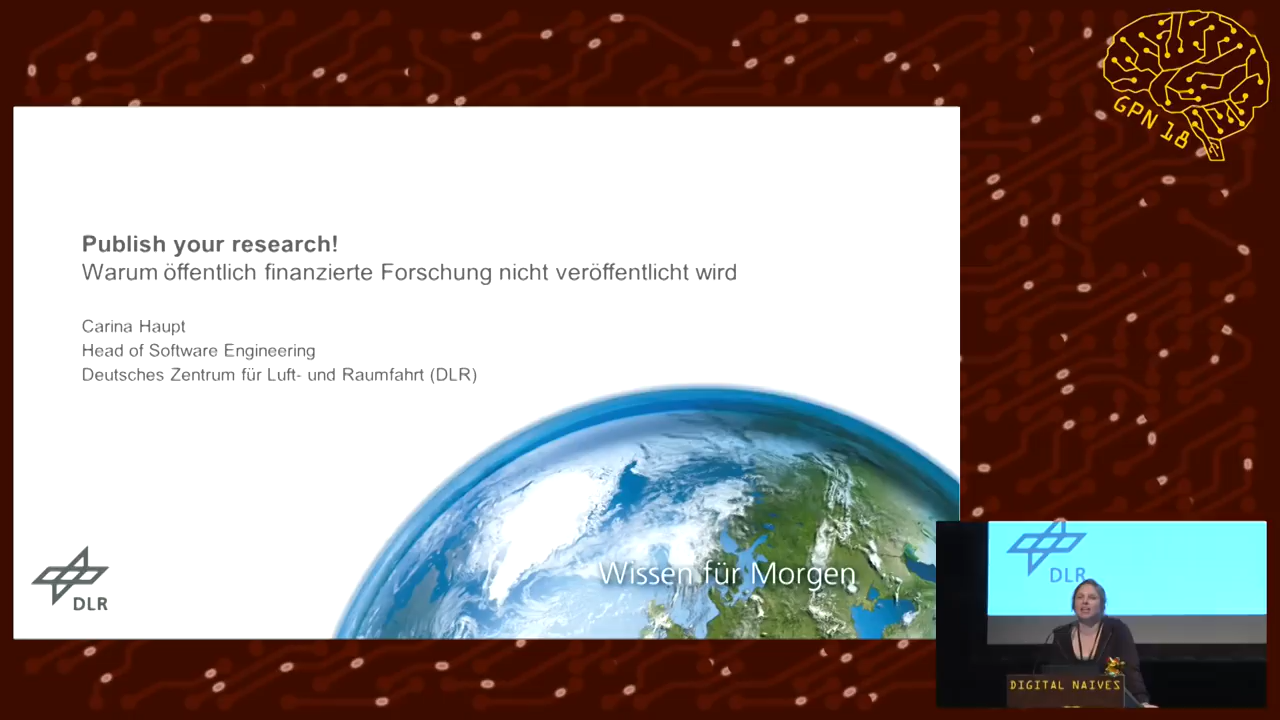 GPN 18
Publish your research!
Warum öffentlich finanzierte Forschung nicht veröffentlicht wird
Carina Haupt
Head of Software Engineering
Deutsches Zentrum für Luft- und Raumfahrt (DLR)
Wissen für Morgen
DLR
DLR
DIGITAL NAIVES